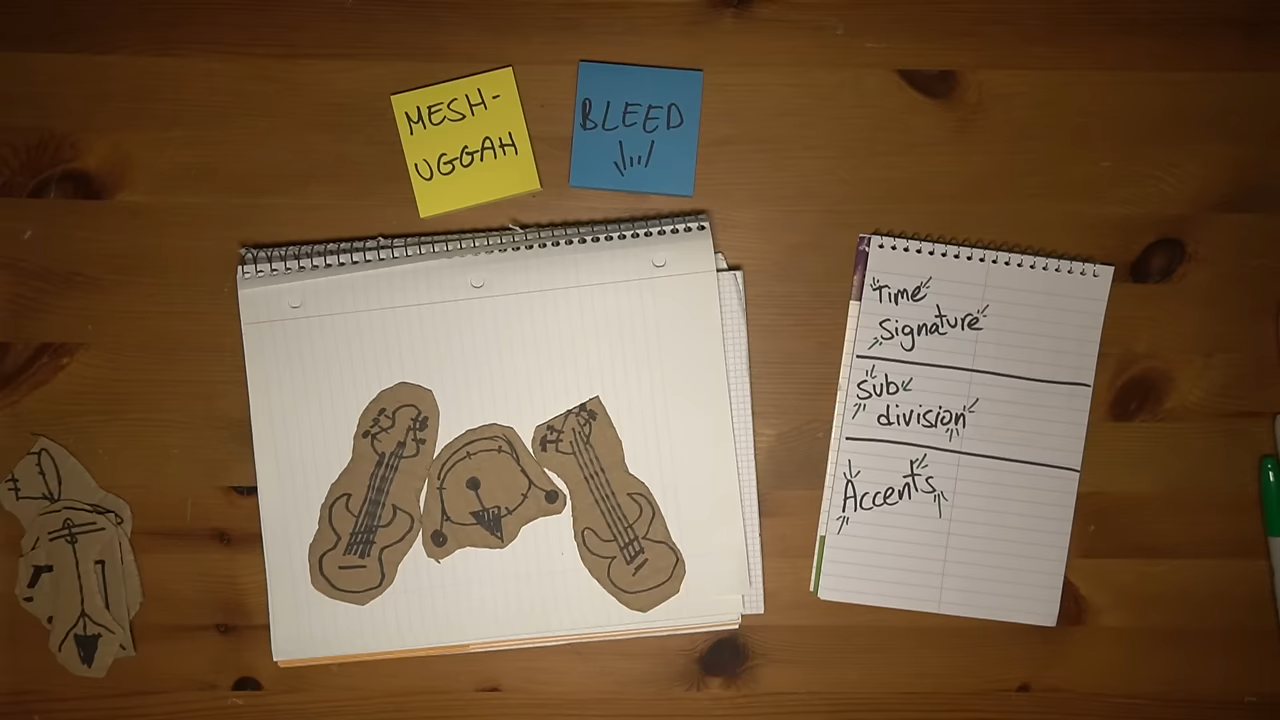 MESH-
UGGAH
BLEED
Time
Signature
Sub
division
Accents